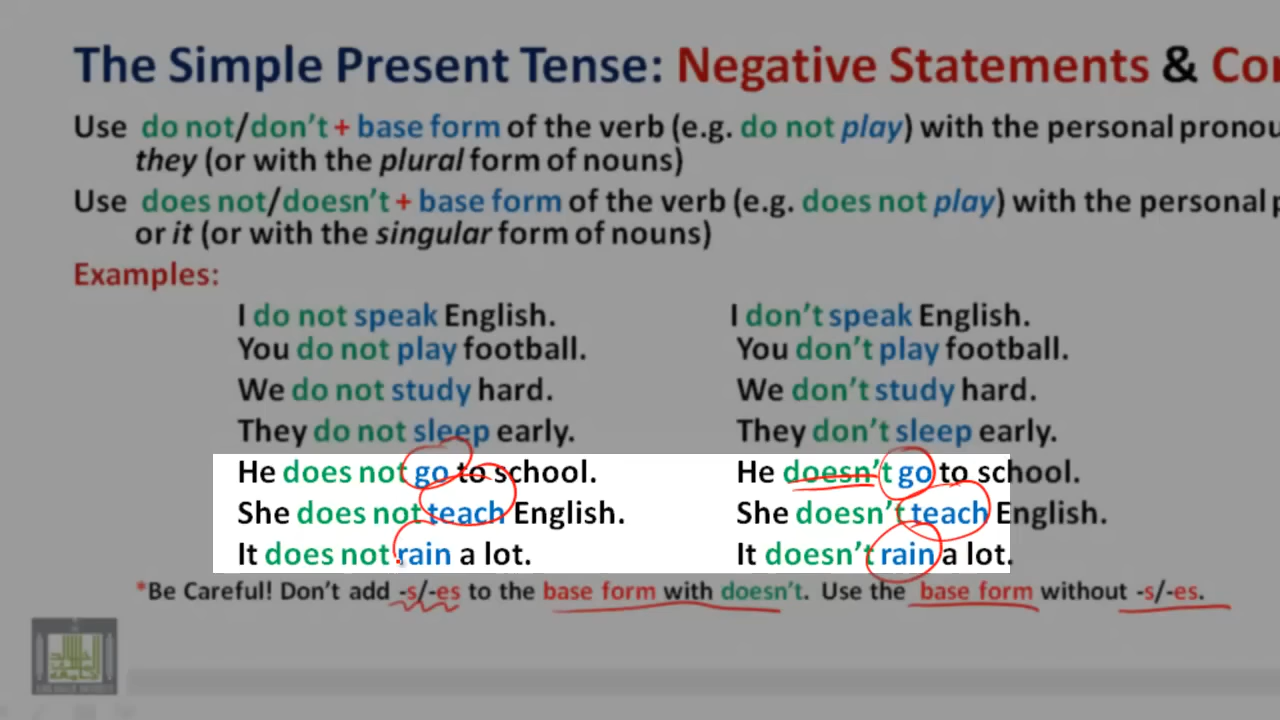 The Simple Present Tense: Negative Statements &
Use do not/don't + base form of the verb (e.g. do not play) with the personal
they (or with the plural form of nouns)
Use does not/doesn't + base form of the verb (e.g. does not play) with the personal
or it (or with the singular form of nouns)
Examples:
I do not speak English. I don't speak English.
You do not play football. You don't play football.
We do not study hard. We don't study hard.
They do not sleep early. They don't sleep early.
He does not go to school. He doesn't go to school.
She does not teach English. She doesn't teach English.
It does not rain a lot. It doesn't rain a lot.
*Be Careful! Don't add -s/-es to the base form with doesn't. Use the base form without -s/-es.